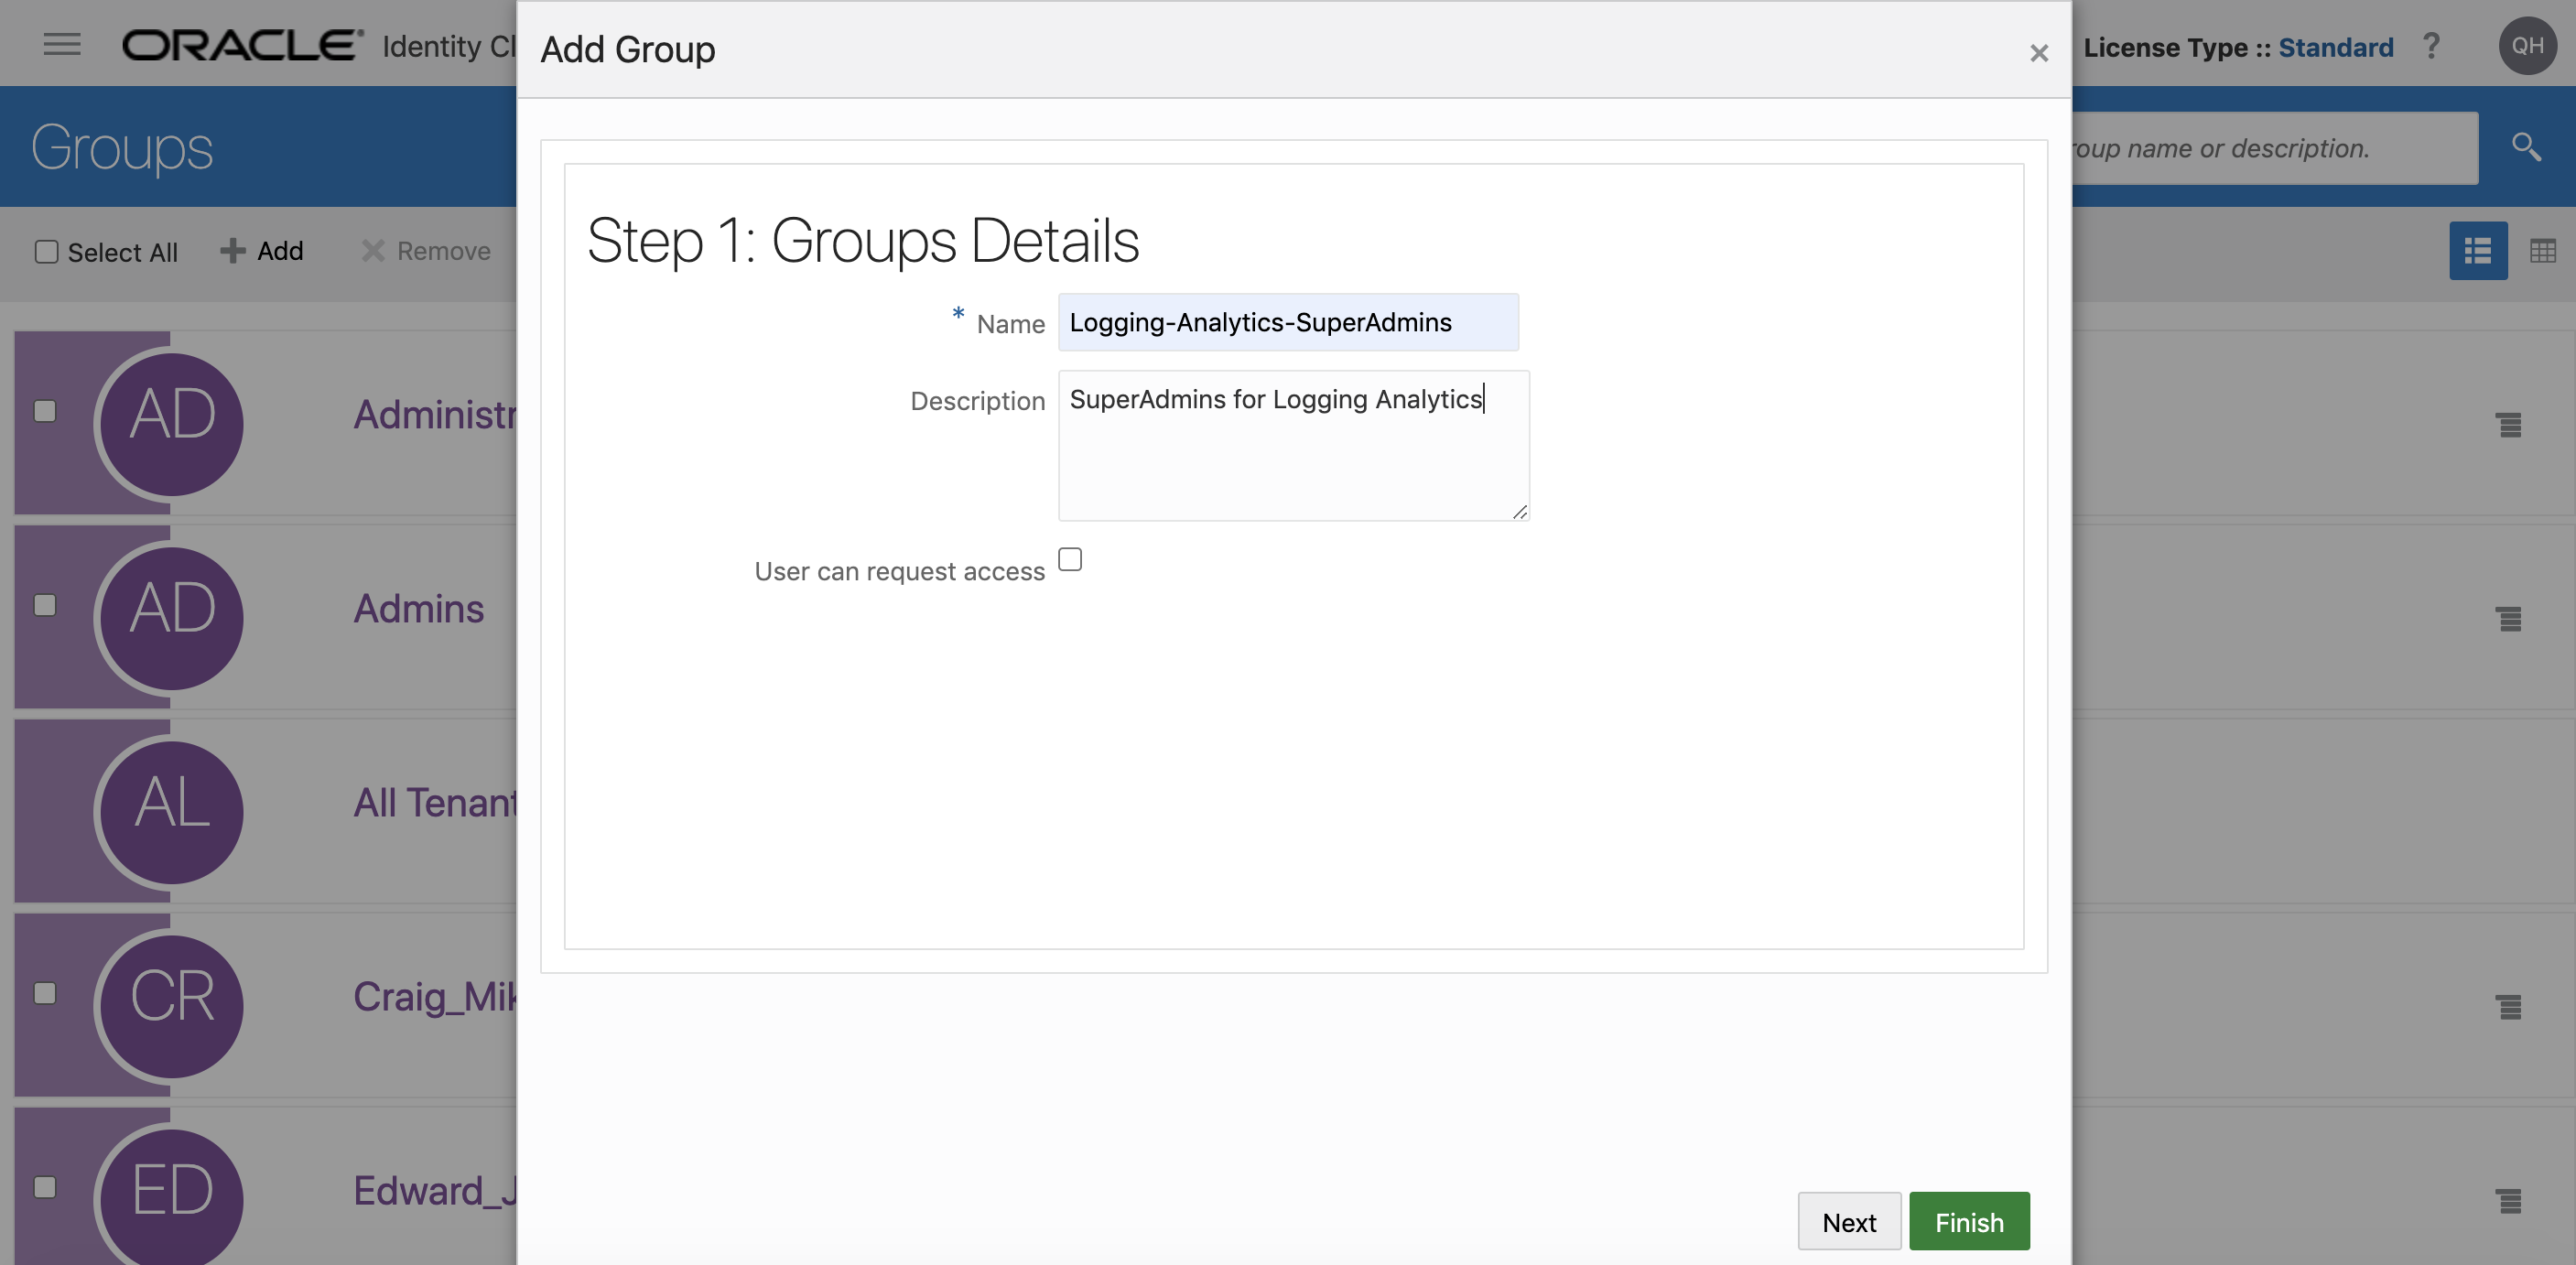 ORACLE Identity Cl
License Type :: Standard ?
QH
Add Group
×
Groups
roup name or description.
Select All
Add
Remove
Step 1: Groups Details
* Name
Logging-Analytics-SuperAdmins
Description
SuperAdmins for Logging Analytics
User can request access
AD
Administr
AD
Admins
AL
All Tenant
CR
Craig_Mik
ED
Edward_J
Next
Finish